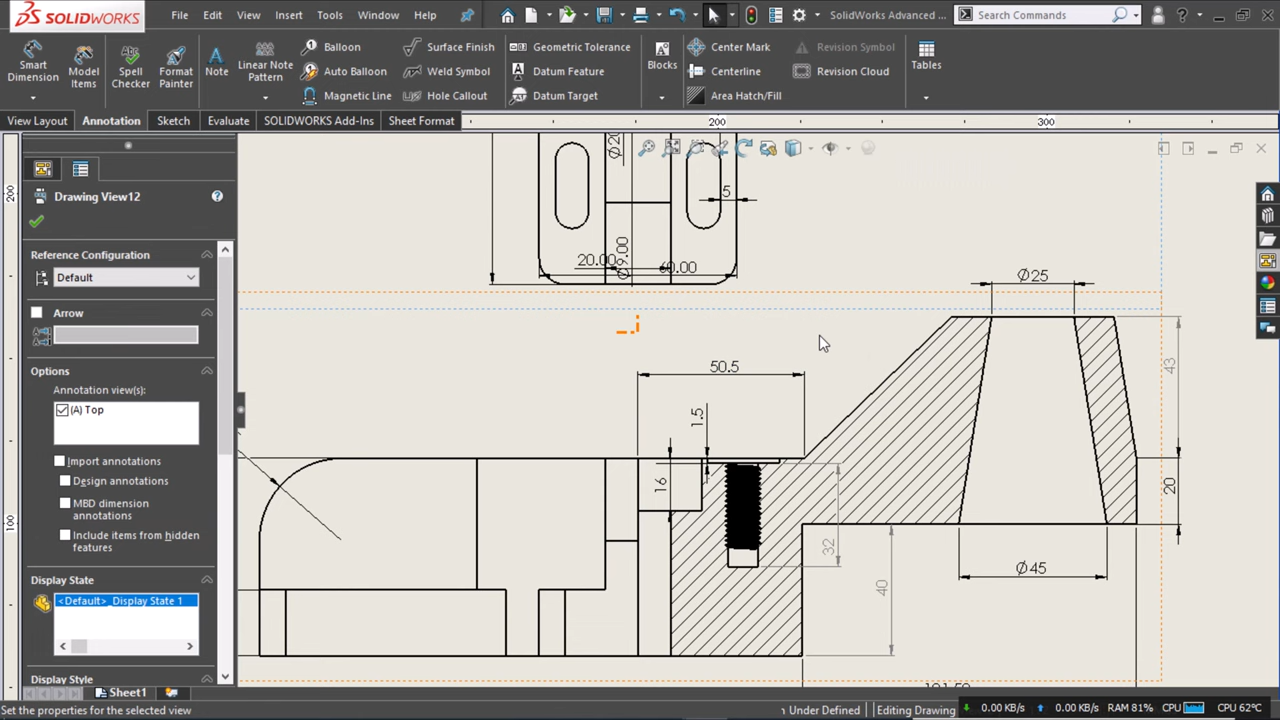 SOLIDWORKS
File Edit View Insert Tools Window Help
SolidWorks Advanced ...
Search Commands
?
Smart Dimension
Model Items
Spell Checker
Format Painter
Note
Linear Note Pattern
Balloon
Auto Balloon
Magnetic Line
Surface Finish
Weld Symbol
Hole Callout
Geometric Tolerance
Datum Feature
Datum Target
Blocks
Center Mark
Centerline
Area Hatch/Fill
Revision Symbol
Revision Cloud
Tables
View Layout Annotation Sketch Evaluate SOLIDWORKS Add-Ins Sheet Format
200 300
200
100
Drawing View12
Reference Configuration
Default
Arrow
Options
Annotation view(s):
(A) Top
Import annotations
Design annotations
MBD dimension
annotations
Include items from hidden
features
Display State
<Default>_Display State 1
Display Style
Ø20
5
20.00
Ø9.00
60.00
Ø25
50.5
1.5
16
32
40
43
20
Ø45
Sheet1
Set the properties for the selected view
Under Defined
Editing Drawing
0.00 KB/s 0.00 KB/s RAM 81% CPU CPU 62°C